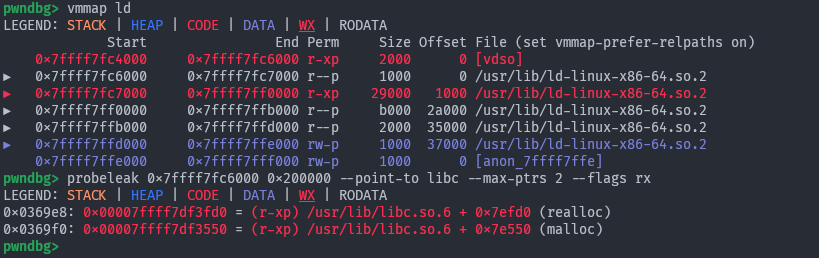 pwndbg> vmmap ld
LEGEND: STACK | HEAP | CODE | DATA | WX | RODATA
Start End Perm Size Offset File (set vmmap-prefer-relpaths on)
0x7ffff7fc4000 0x7ffff7fc6000 r-xp 2000 0 [vdso]
► 0x7ffff7fc6000 0x7ffff7fc7000 r--p 1000 0 /usr/lib/ld-linux-x86-64.so.2
► 0x7ffff7fc7000 0x7ffff7ff0000 r-xp 29000 1000 /usr/lib/ld-linux-x86-64.so.2
► 0x7ffff7ff0000 0x7ffff7ffb000 r--p b000 2a000 /usr/lib/ld-linux-x86-64.so.2
► 0x7ffff7ffb000 0x7ffff7ffd000 r--p 2000 35000 /usr/lib/ld-linux-x86-64.so.2
► 0x7ffff7ffd000 0x7ffff7ffe000 rw-p 1000 37000 /usr/lib/ld-linux-x86-64.so.2
0x7ffff7ffe000 0x7ffff7fff000 rw-p 1000 0 [anon_7ffff7ffe]
pwndbg> probeleak 0x7ffff7fc6000 0x200000 --point-to libc --max-ptrs 2 --flags rx
LEGEND: STACK | HEAP | CODE | DATA | WX | RODATA
0x0369e8: 0x00007ffff7df3fd0 = (r-xp) /usr/lib/libc.so.6 + 0x7efd0 (realloc)
0x0369f0: 0x00007ffff7df3550 = (r-xp) /usr/lib/libc.so.6 + 0x7e550 (malloc)
pwndbg>